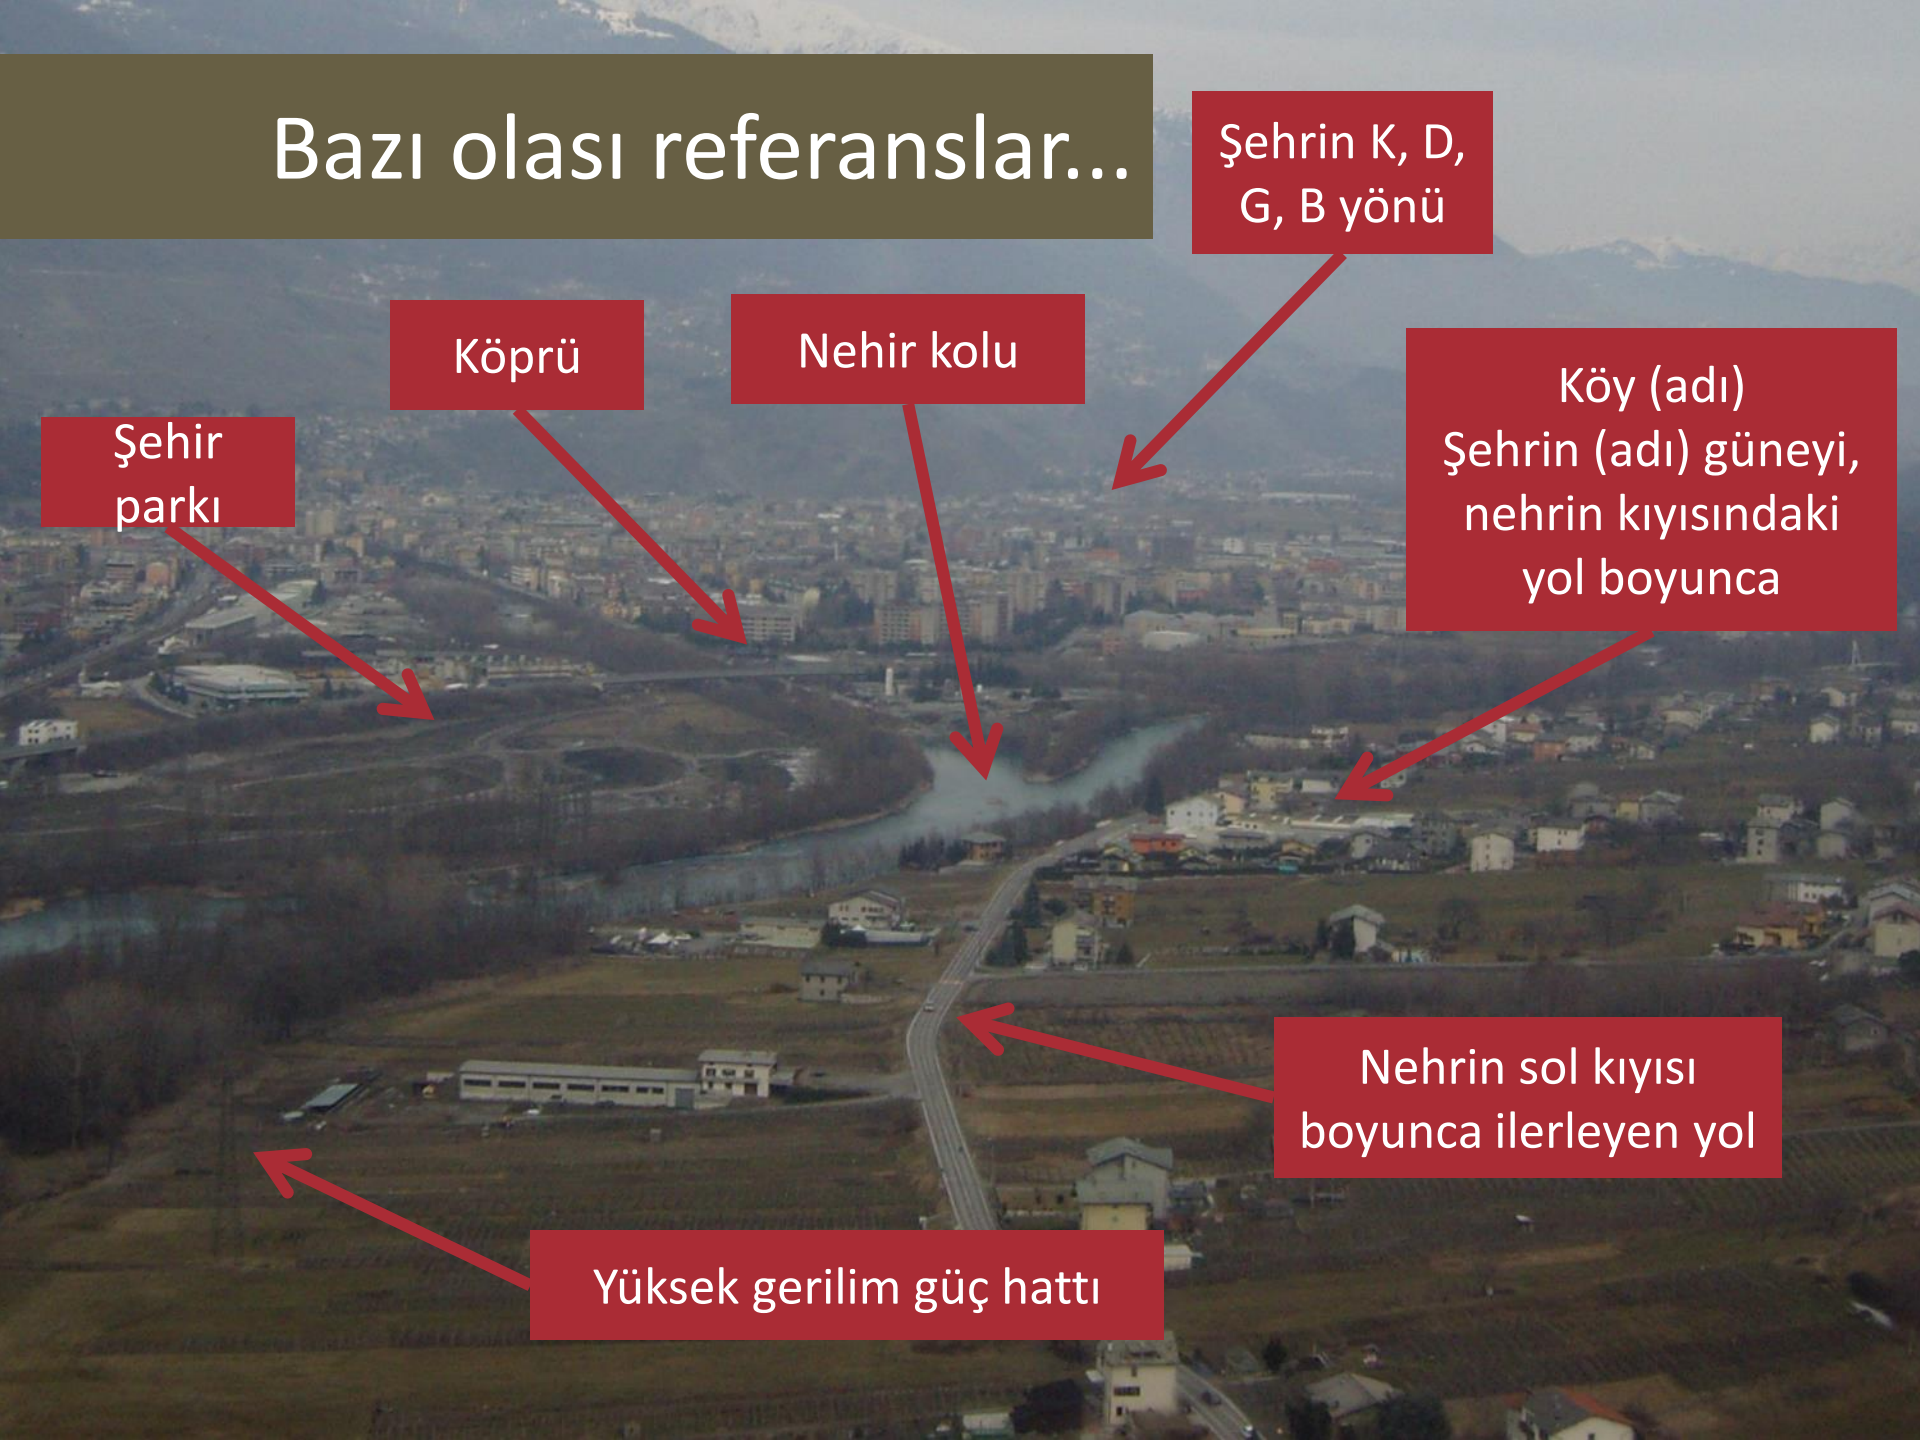 Bazı olası referanslar...
Şehrin K, D,
G, B yönü
Köprü
Nehir kolu
Köy (adı)
Şehrin (adı) güneyi,
nehrin kıyısındaki
yol boyunca
Şehir
parkı
Nehrin sol kıyısı
boyunca ilerleyen yol
Yüksek gerilim güç hattı